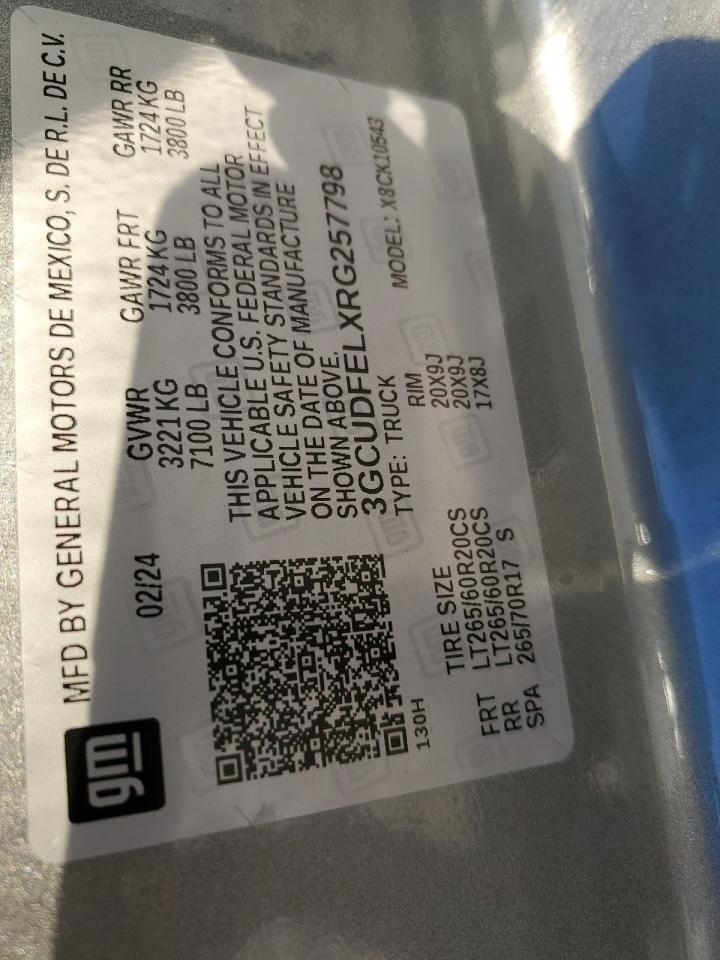 gm
MFD BY GENERAL MOTORS DE MEXICO, S. DE R.L. DE C.V.
02/24
GVWR GAWR FRT GAWR RR
3221 KG 1724 KG 1724 KG
7100 LB 3800 LB 3800 LB
THIS VEHICLE CONFORMS TO ALL
APPLICABLE U.S. FEDERAL MOTOR
VEHICLE SAFETY STANDARDS IN EFFECT
ON THE DATE OF MANUFACTURE
SHOWN ABOVE.
3GCUDFELXRG257798
TYPE: TRUCK MODEL: X8CK10543
130H
TIRE SIZE RIM
FRT LT265/60R20CS 20X9J
RR LT265/60R20CS 20X9J
SPA 265/70R17 S 17X8J